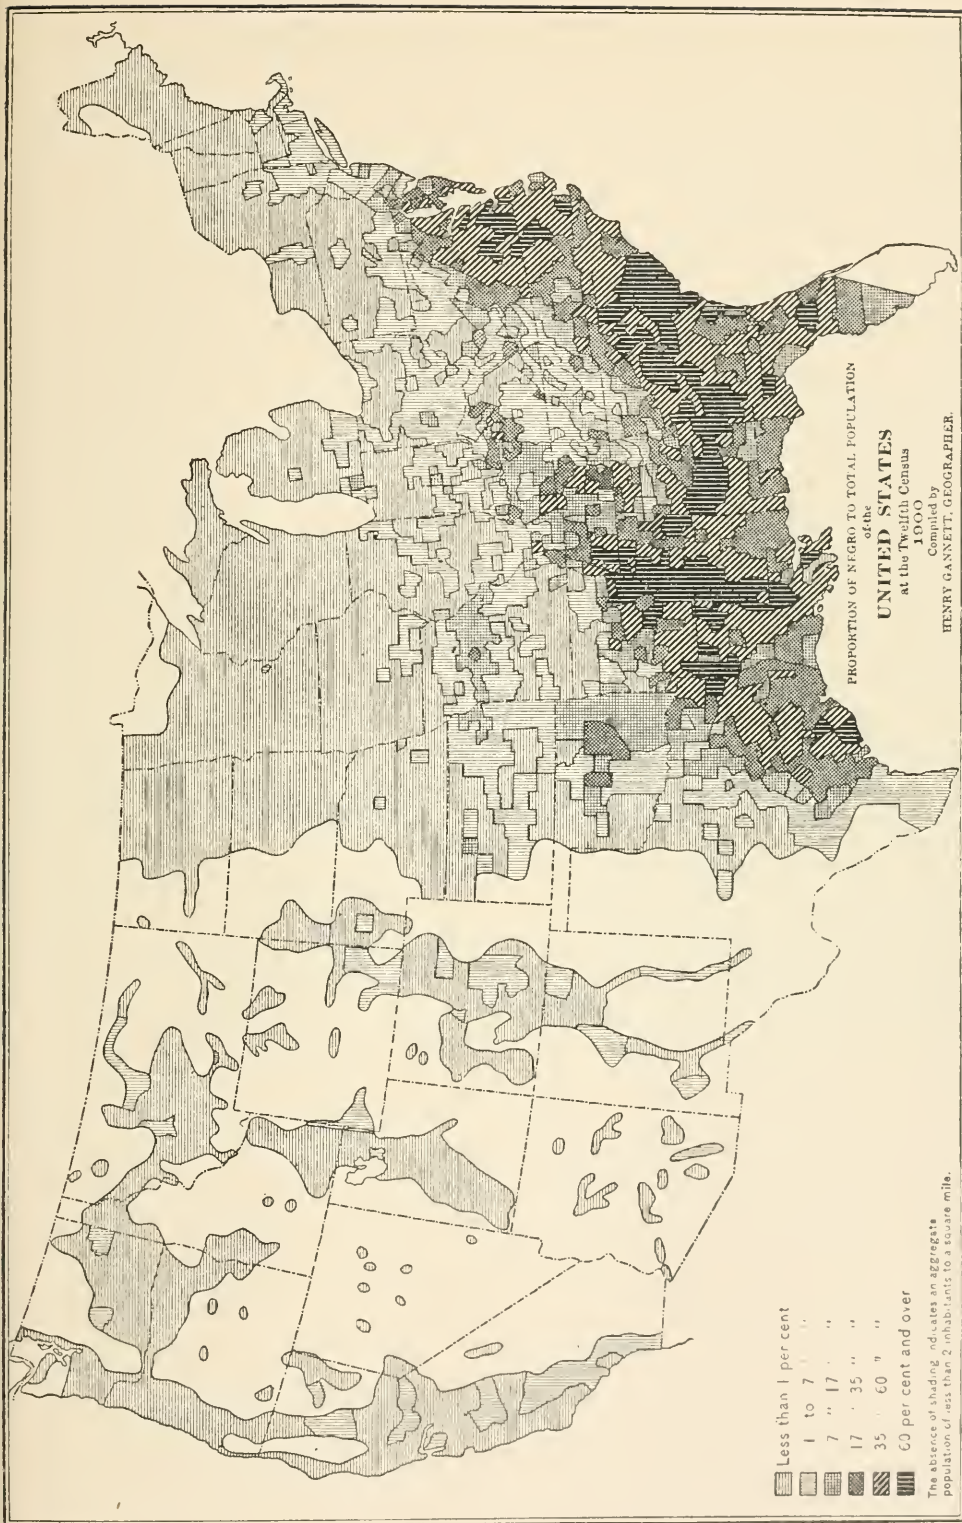 PROPORTION OF NEGRO TO TOTAL POPULATION
of the
UNITED STATES
at the Twelfth Census
1900
Compiled by
HENRY GANNETT, GEOGRAPHER.
Less than 1 per cent
1 to 7 " "
7 " 17 " "
17 " 35 " "
35 " 60 " "
60 per cent and over
The absence of shading indicates an aggregate
population of less than 2 inhabitants to a square mile.